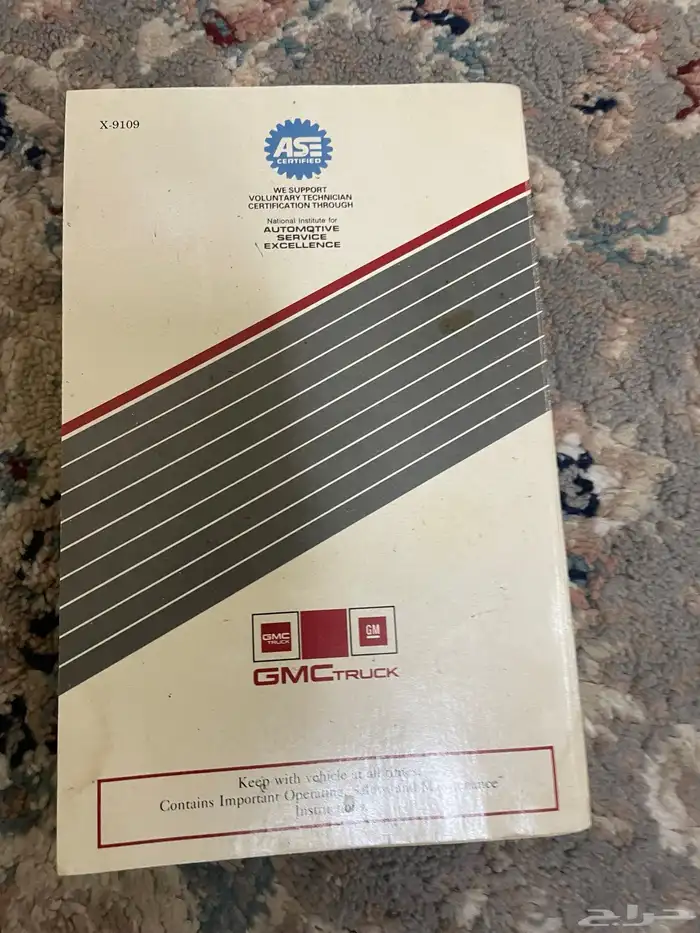 X-9109
ASE
CERTIFIED
WE SUPPORT
VOLUNTARY TECHNICIAN
CERTIFICATION THROUGH
National Institute for
AUTOMOTIVE
SERVICE
EXCELLENCE
GMC
TRUCK
GM
GMCTRUCK
Keep with vehicle at all times.
Contains Important Operating, Safety and Maintenance
Instructions
حراج